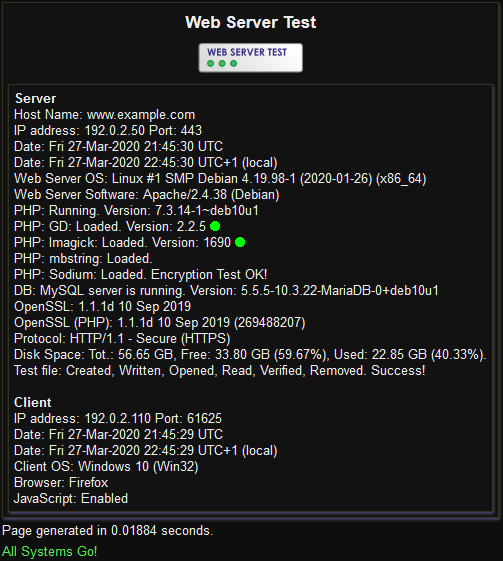 Web Server Test
WEB SERVER TEST
Server
Host Name: www.example.com
IP address: 192.0.2.50 Port: 443
Date: Fri 27-Mar-2020 21:45:30 UTC
Date: Fri 27-Mar-2020 22:45:30 UTC+1 (local)
Web Server OS: Linux #1 SMP Debian 4.19.98-1 (2020-01-26) (x86_64)
Web Server Software: Apache/2.4.38 (Debian)
PHP: Running. Version: 7.3.14-1~deb10u1
PHP: GD: Loaded. Version: 2.2.5
PHP: Imagick: Loaded. Version: 1690
PHP: mbstring: Loaded.
PHP: Sodium: Loaded. Encryption Test OK!
DB: MySQL server is running. Version: 5.5.5-10.3.22-MariaDB-0+deb10u1
OpenSSL: 1.1.1d 10 Sep 2019
OpenSSL (PHP): 1.1.1d 10 Sep 2019 (269488207)
Protocol: HTTP/1.1 - Secure (HTTPS)
Disk Space: Tot.: 56.65 GB, Free: 33.80 GB (59.67%), Used: 22.85 GB (40.33%).
Test file: Created, Written, Opened, Read, Verified, Removed. Success!
Client
IP address: 192.0.2.110 Port: 61625
Date: Fri 27-Mar-2020 21:45:29 UTC
Date: Fri 27-Mar-2020 22:45:29 UTC+1 (local)
Client OS: Windows 10 (Win32)
Browser: Firefox
JavaScript: Enabled
Page generated in 0.01884 seconds.
All Systems Go!